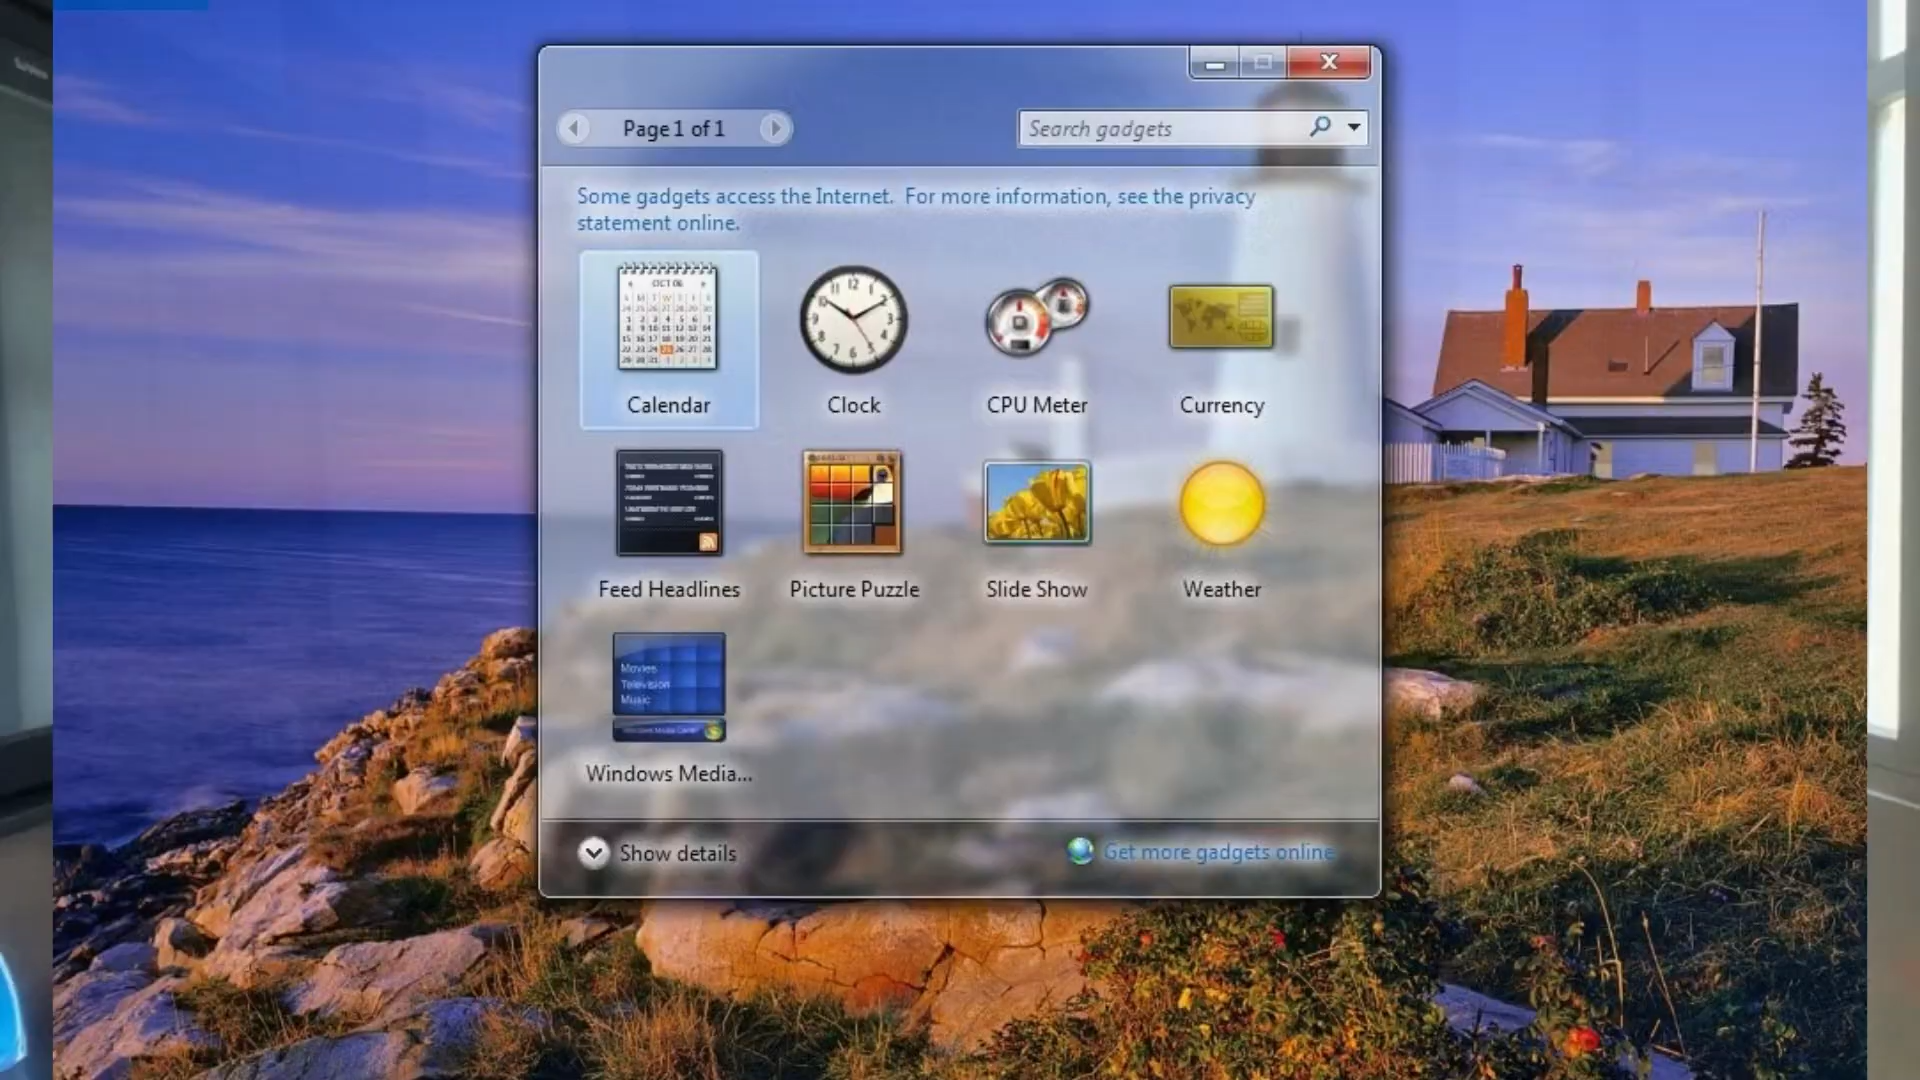 Page 1 of 1
Search gadgets
Some gadgets access the Internet. For more information, see the privacy
statement online.
OCT 06
Calendar
Clock
CPU Meter
Currency
Feed Headlines
Picture Puzzle
Slide Show
Weather
Movies
Television
Music
Windows Media...
Show details
Get more gadgets online